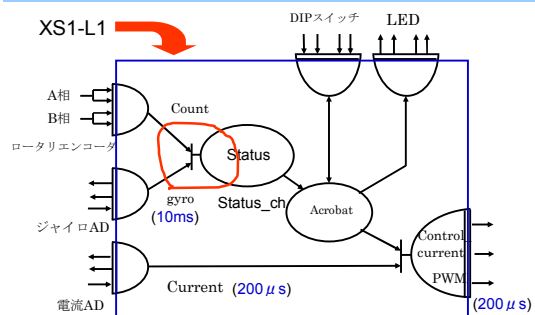 XS1-L1
DIPスイッチ
LED
A相
B相
ロータリエンコーダ
Count
Status
gyro
(10ms)
Status_ch
Acrobat
ジャイロAD
Control_
current
PWM
Current (200μs)
(200μs)
電流AD